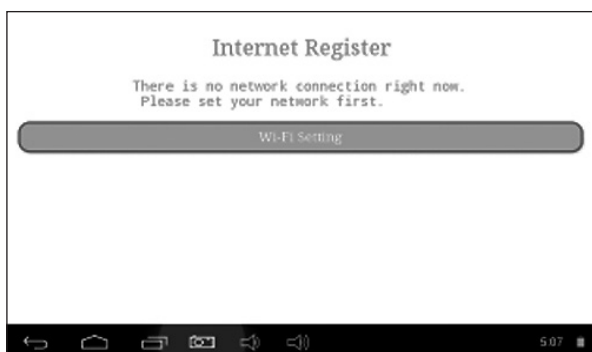 Internet Register
There is no network connection right now.
Please set your network first.
Wi-Fi Setting
5:07